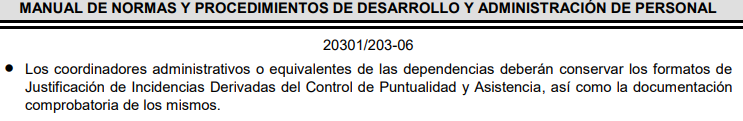 MANUAL DE NORMAS Y PROCEDIMIENTOS DE DESARROLLO Y ADMINISTRACIÓN DE PERSONAL
20301/203-06
● Los coordinadores administrativos o equivalentes de las dependencias deberán conservar los formatos de
Justificación de Incidencias Derivadas del Control de Puntualidad y Asistencia, así como la documentación
comprobatoria de los mismos.